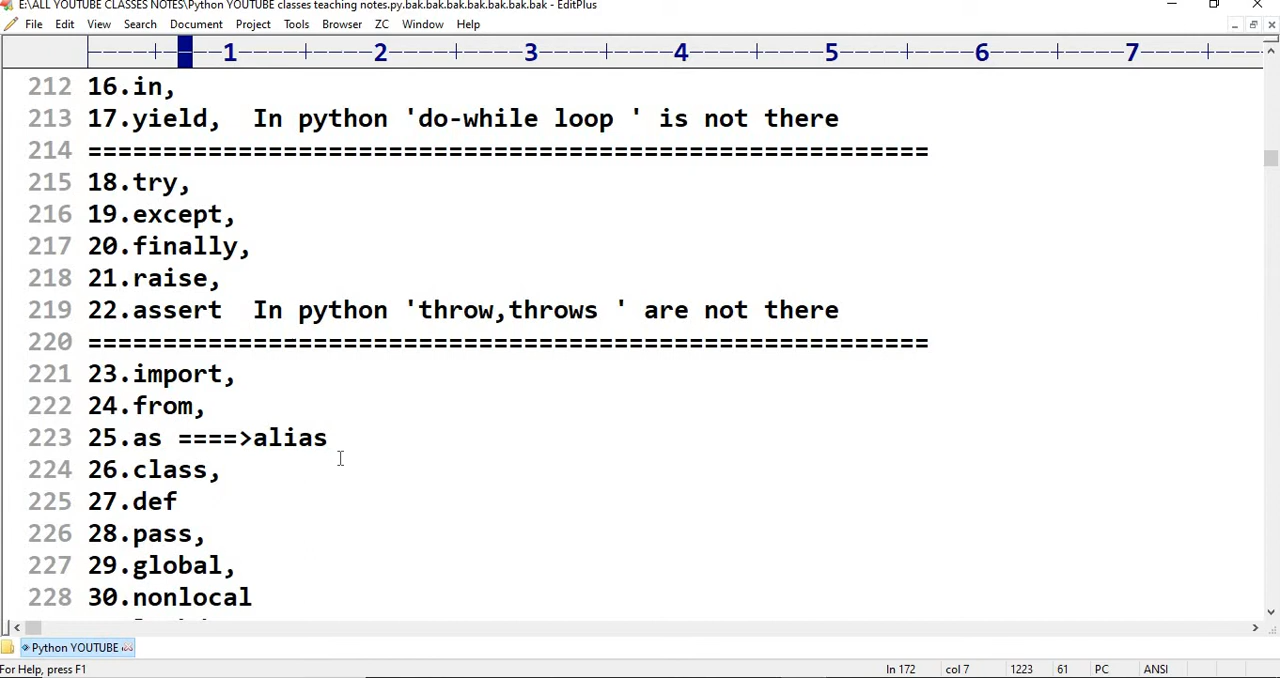 E:\ALL YOUTUBE CLASSES NOTES\Python YOUTUBE classes teaching notes.py.bak.bak.bak.bak.bak.bak.bak - EditPlus
File Edit View Search Document Project Tools Browser ZC Window Help
1 2 3 4 5 6 7
212 16.in,
213 17.yield,  In python 'do-while loop ' is not there
214 ========================================================
215 18.try,
216 19.except,
217 20.finally,
218 21.raise,
219 22.assert  In python 'throw,throws ' are not there
220 ========================================================
221 23.import,
222 24.from,
223 25.as ====>alias
224 26.class,
225 27.def
226 28.pass,
227 29.global,
228 30.nonlocal
Python YOUTUBE
For Help, press F1 ln 172 col 7 1223 61 PC ANSI